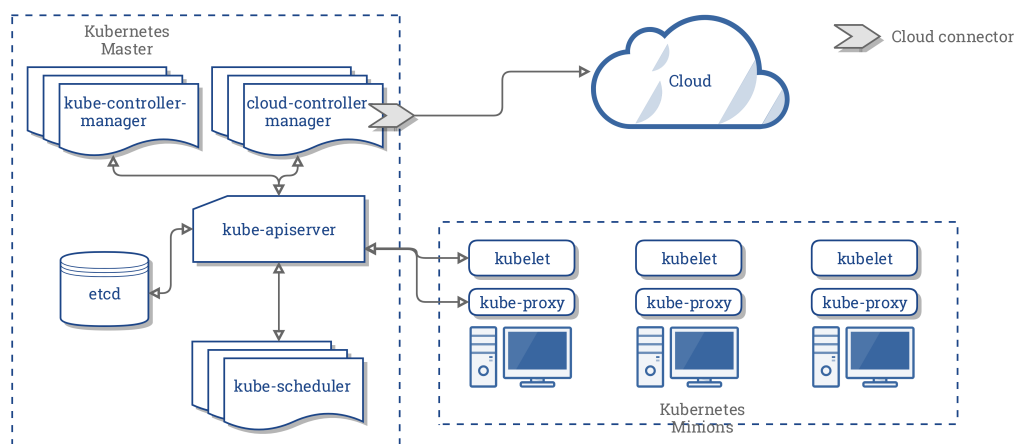 Kubernetes
Master
kube-controller-
manager
cloud-controller
manager
Cloud
Cloud connector
kube-apiserver
etcd
kube-scheduler
kubelet
kubelet
kubelet
kube-proxy
kube-proxy
kube-proxy
Kubernetes
Minions